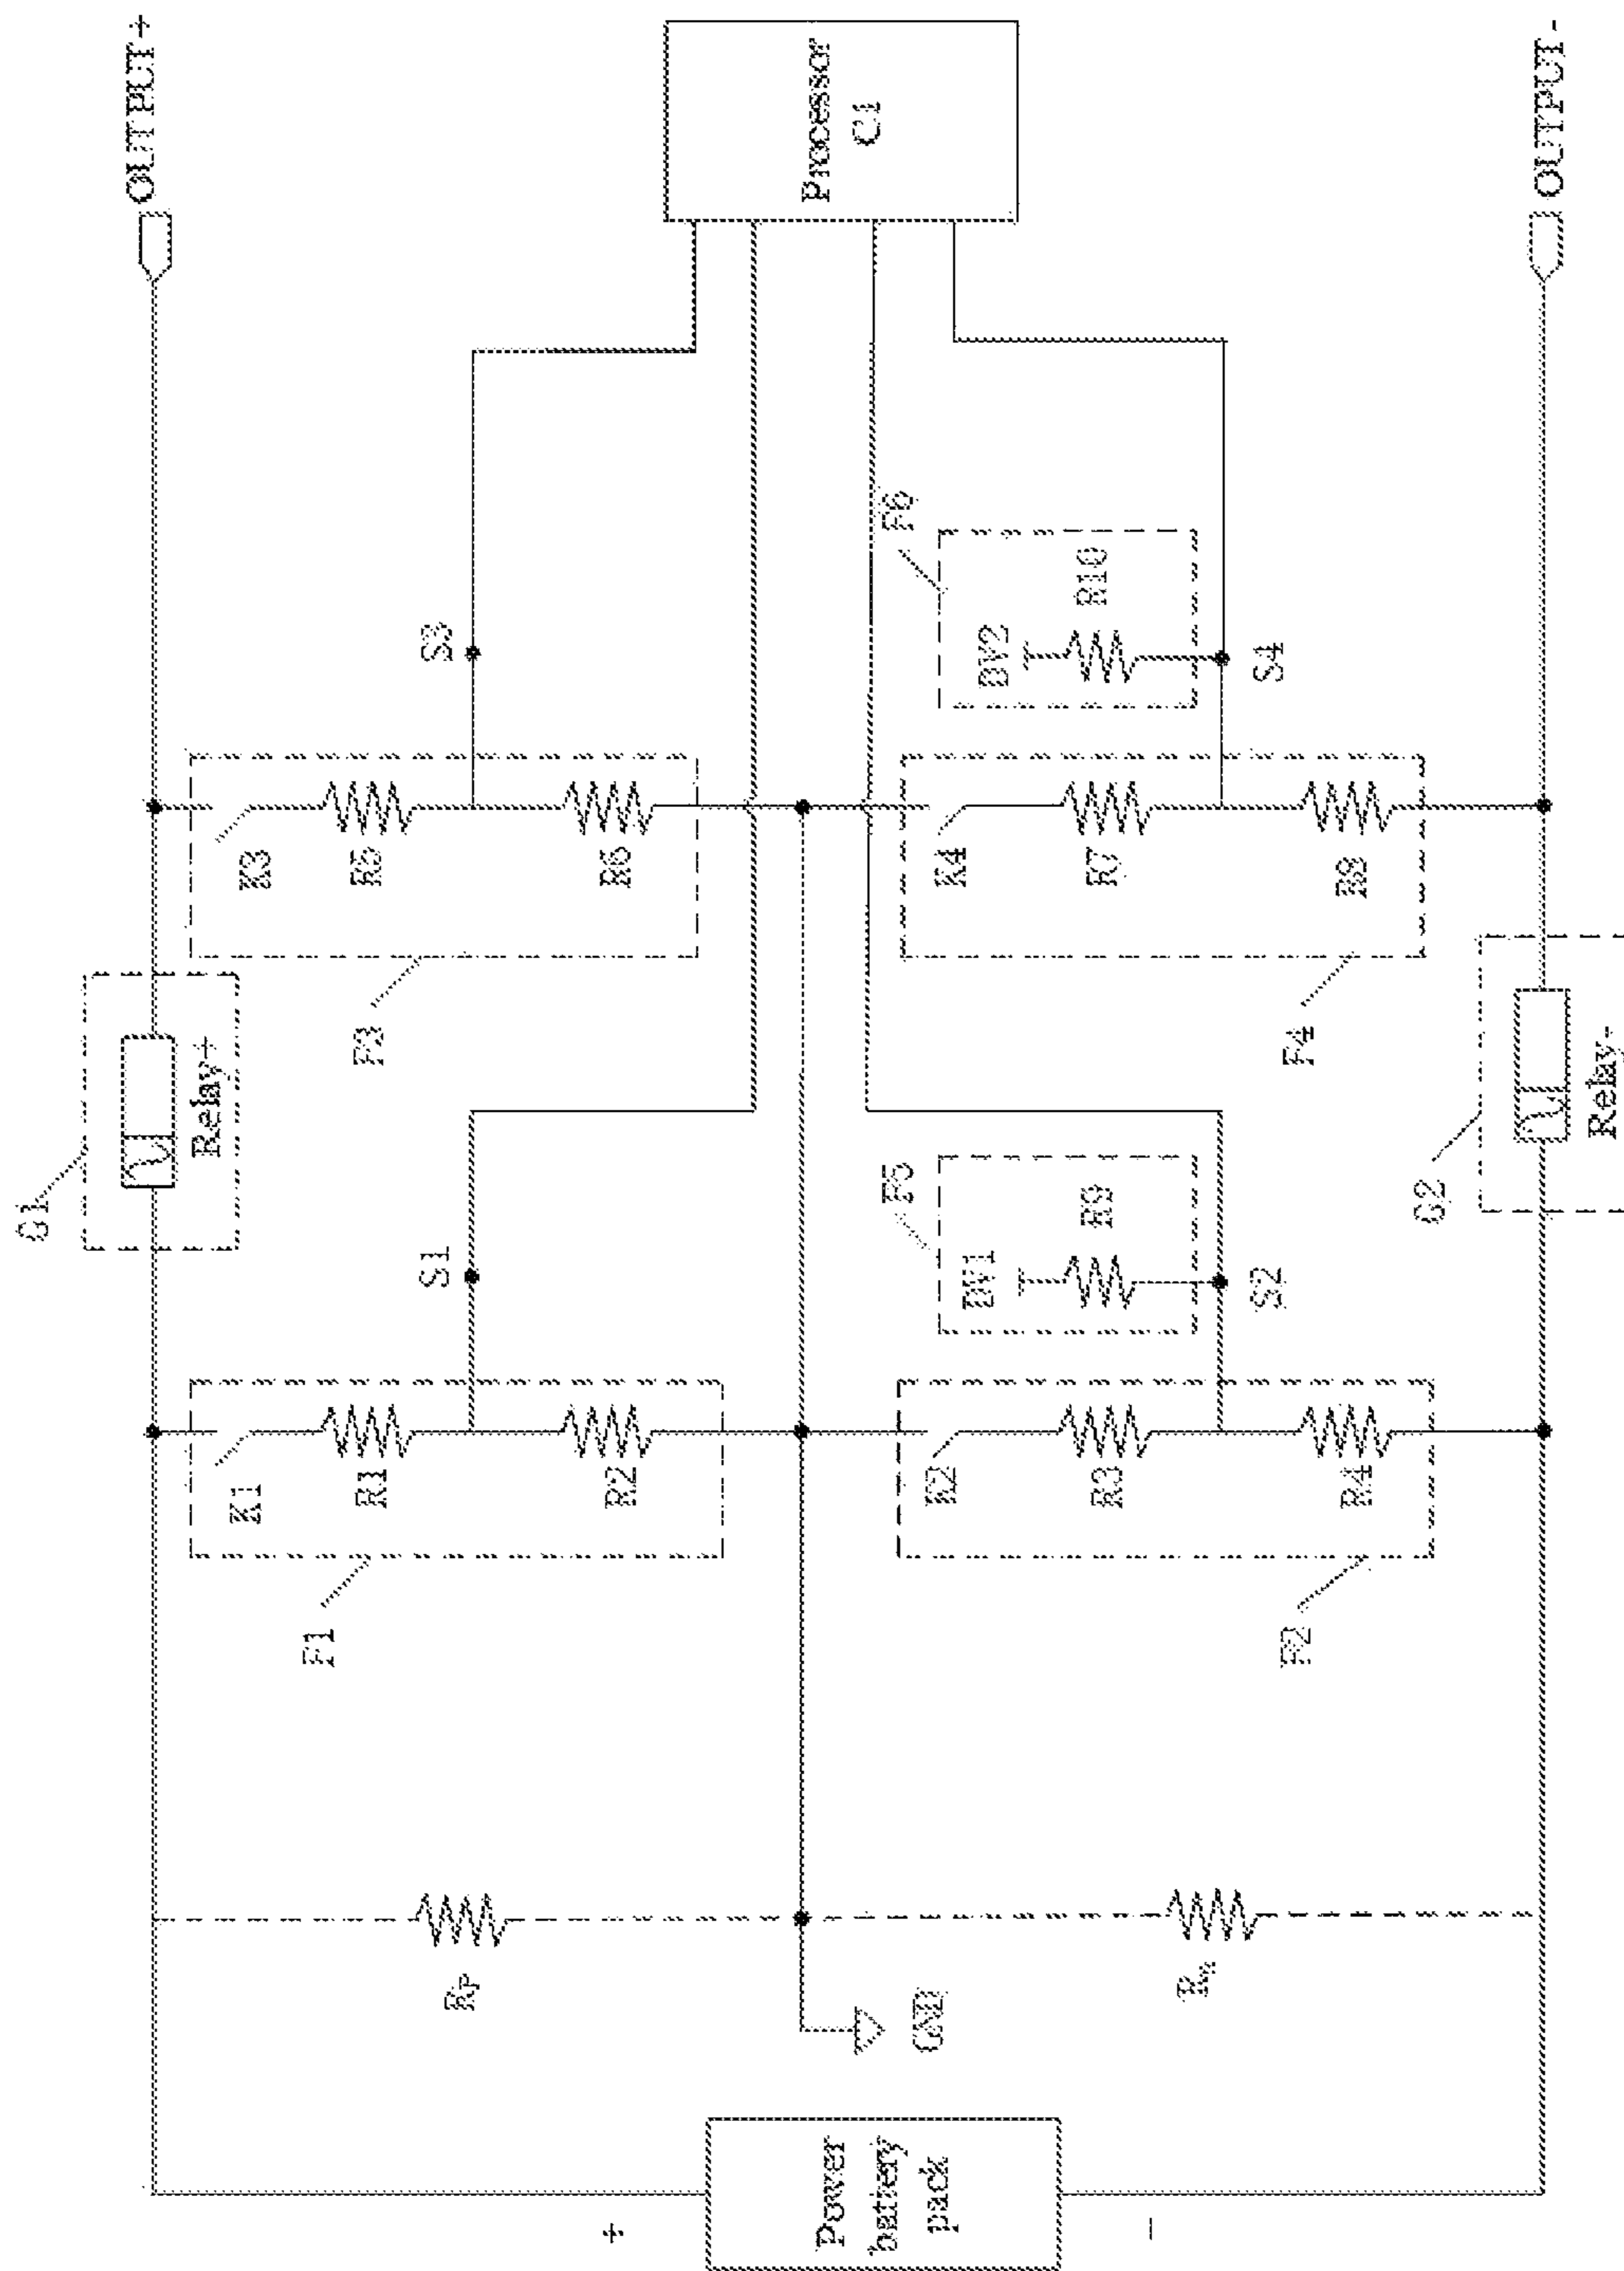 G1
Relay+
OUTPUT+
F1
K1
R1
R2
S1
F3
K3
R5
R6
S3
Rp
+
Power
battery
pack
-
GND
Processor
C1
Rn
F2
K2
R3
R4
F5
BV1
R9
S2
F4
K4
R7
R8
F6
BV2
R10
S4
G2
Relay-
OUTPUT-